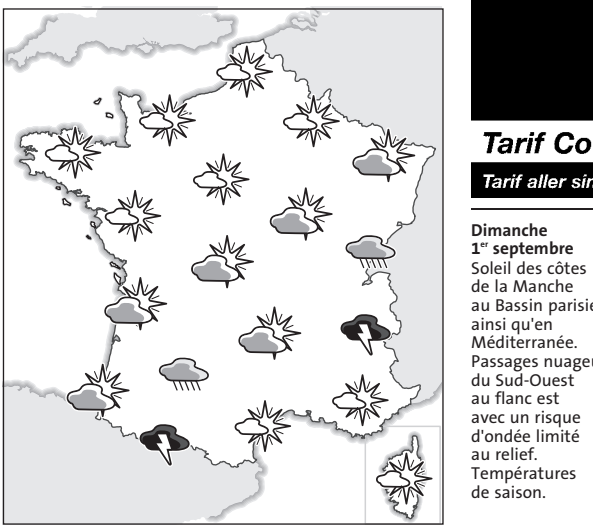 Tarif Co
Tarif aller sin
Dimanche
1er septembre
Soleil des côtes
de la Manche
au Bassin parisie
ainsi qu'en
Méditerranée.
Passages nuageu
du Sud-Ouest
au flanc est
avec un risque
d'ondée limité
au relief.
Températures
de saison.